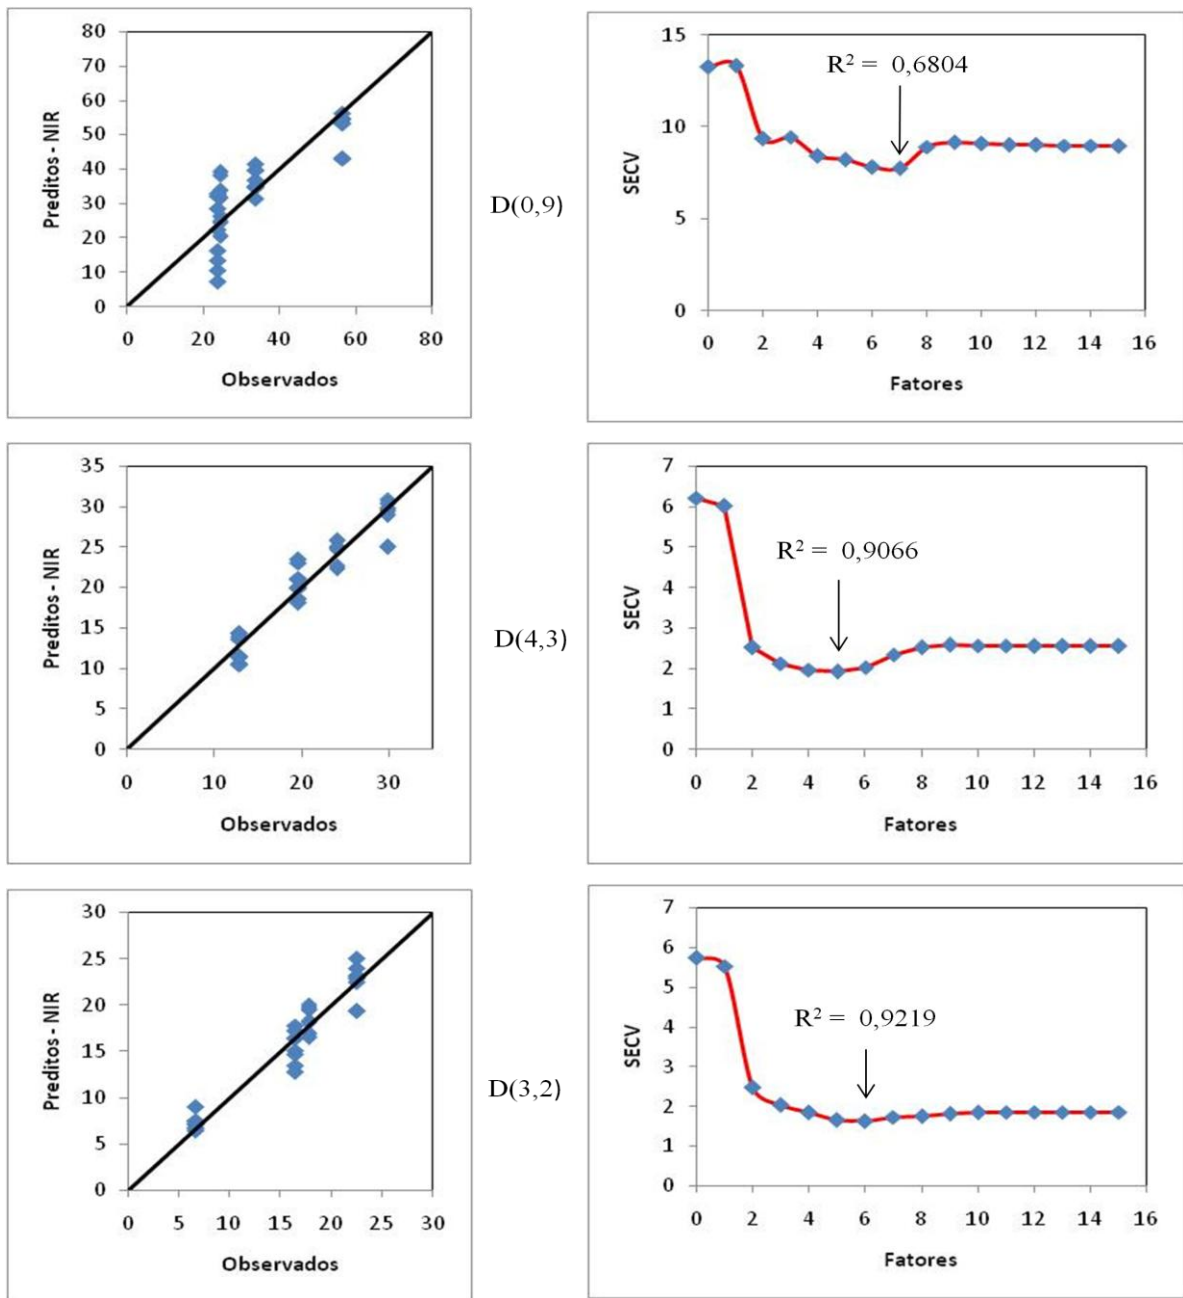 80
70
60
50
40
30
20
10
0
Preditos - NIR
0 20 40 60 80
Observados
D(0,9)
15
10
5
0
SECV
R² = 0,6804
0 2 4 6 8 10 12 14 16
Fatores
35
30
25
20
15
10
5
0
Preditos - NIR
0 10 20 30
Observados
D(4,3)
7
6
5
4
3
2
1
0
SECV
R² = 0,9066
0 2 4 6 8 10 12 14 16
Fatores
30
25
20
15
10
5
0
Preditos - NIR
0 5 10 15 20 25 30
Observados
D(3,2)
7
6
5
4
3
2
1
0
SECV
R² = 0,9219
0 2 4 6 8 10 12 14 16
Fatores